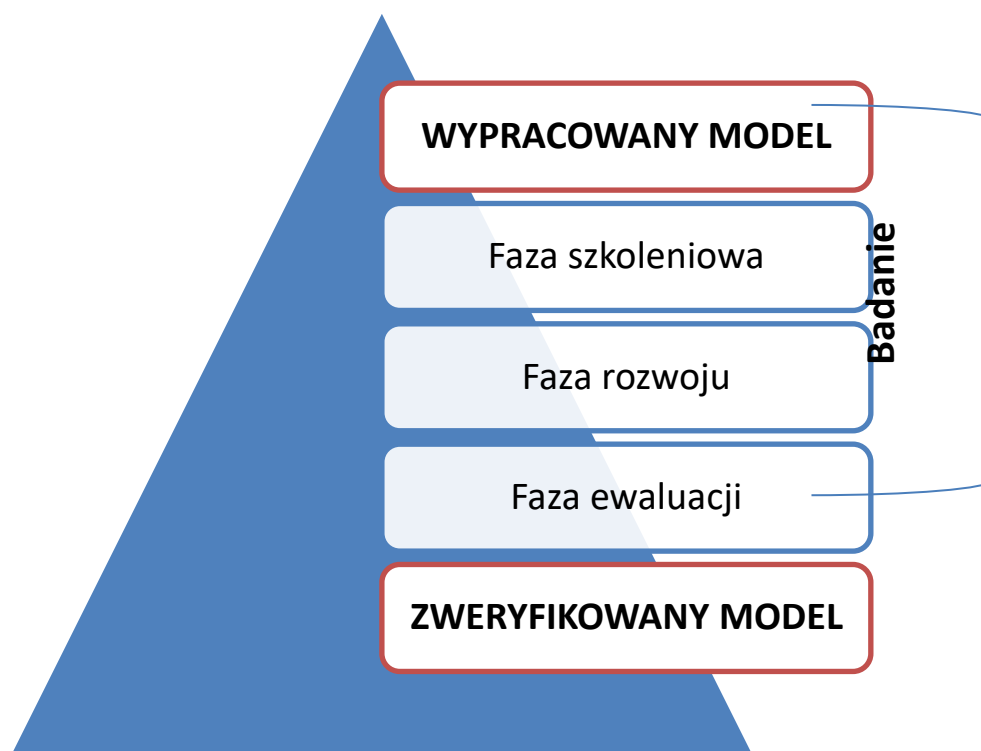 WYPRACOWANY MODEL
Faza szkoleniowa
Faza rozwoju
Faza ewaluacji
ZWERYFIKOWANY MODEL
Badanie